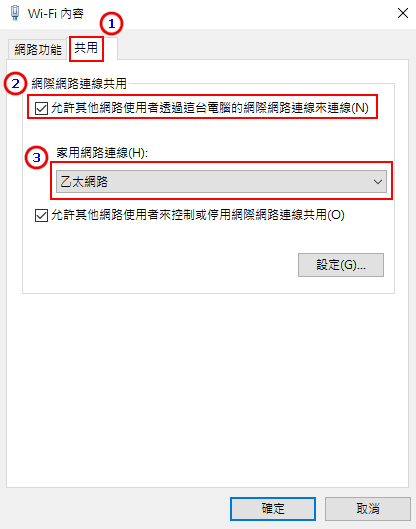 Wi-Fi 內容
1
網路功能
共用
2 網際網路連線共用
允許其他網路使用者透過這台電腦的網際網路連線來連線(N)
3 家用網路連線(H):
乙太網路
允許其他網路使用者來控制或停用網際網路連線共用(O)
設定(G)...
確定
取消